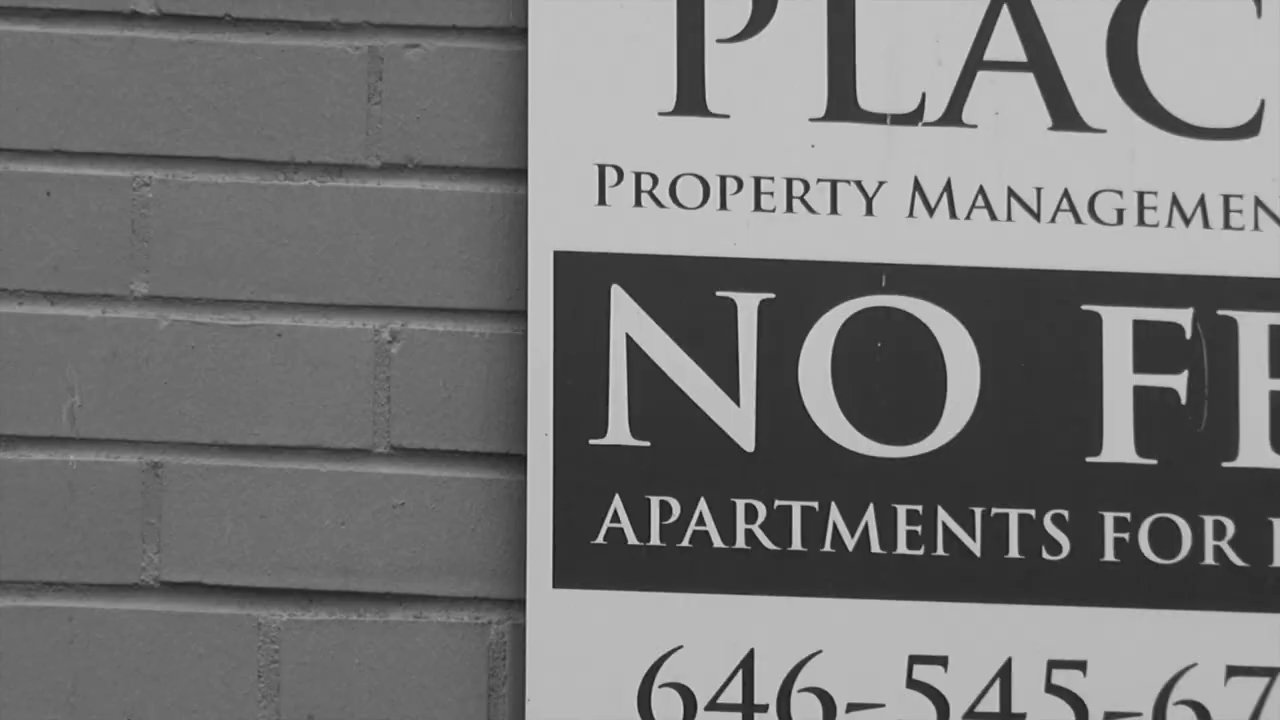 PLAC
PROPERTY MANAGEMEN
NO FE
APARTMENTS FOR
646-545-67